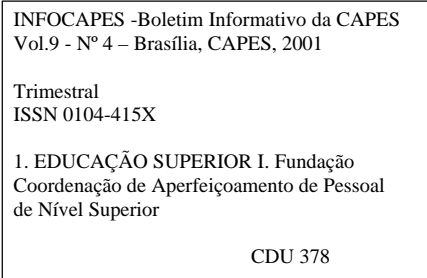 INFOCAPES -Boletim Informativo da CAPES
Vol.9 - Nº 4 – Brasília, CAPES, 2001
Trimestral
ISSN 0104-415X
1. EDUCAÇÃO SUPERIOR I. Fundação
Coordenação de Aperfeiçoamento de Pessoal
de Nível Superior
CDU 378